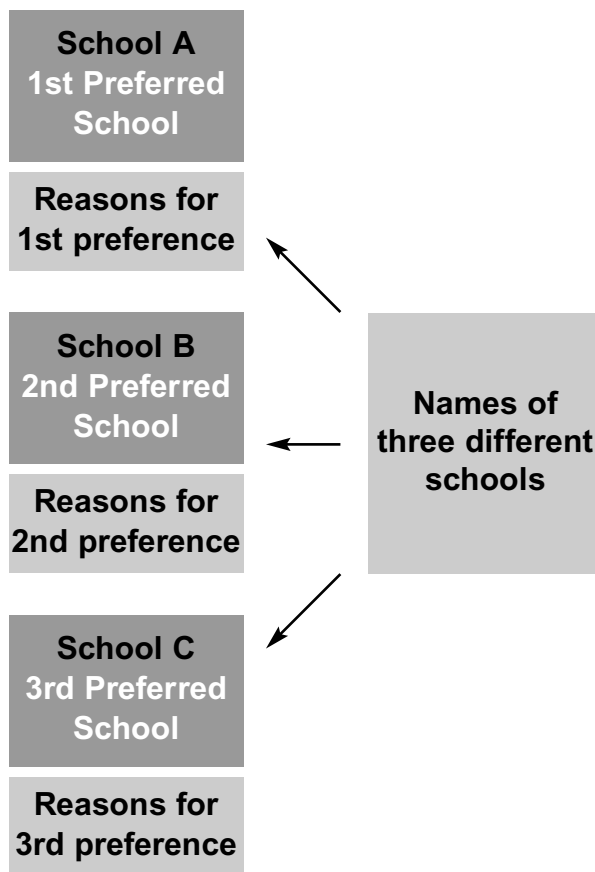 School A
1st Preferred
School
Reasons for
1st preference
School B
2nd Preferred
School
Reasons for
2nd preference
School C
3rd Preferred
School
Reasons for
3rd preference
Names of
three different
schools